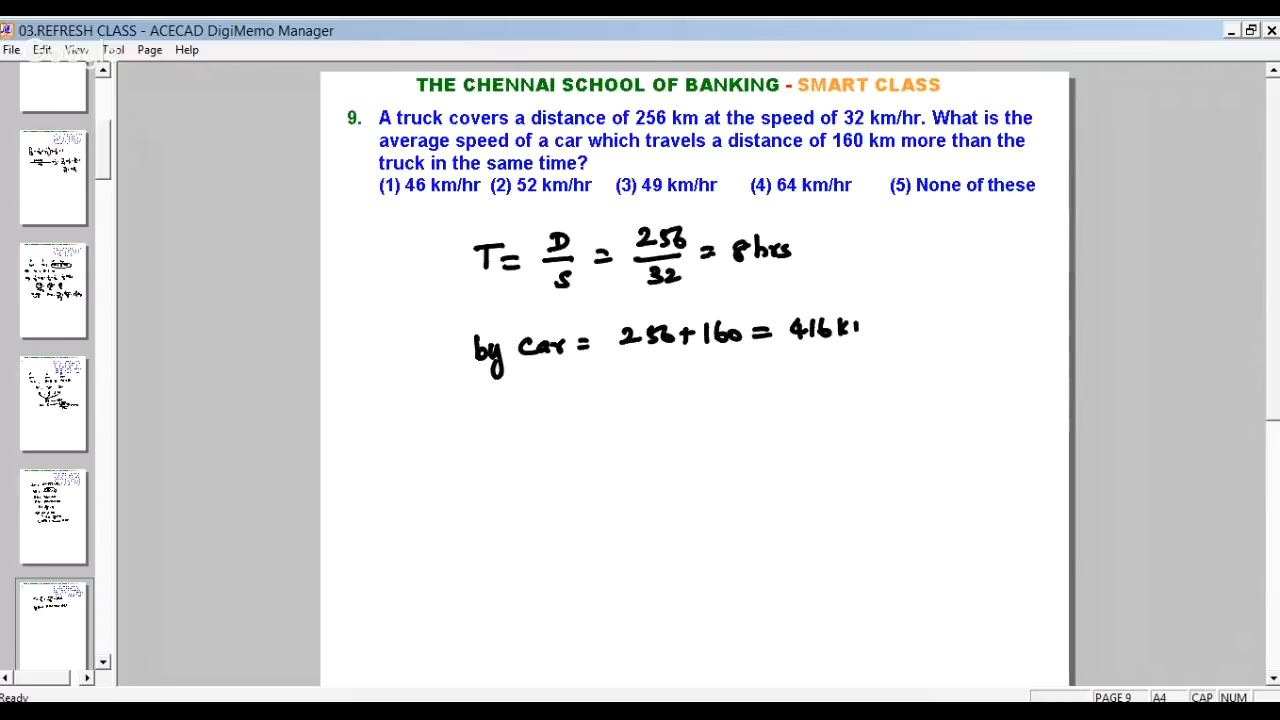 03.REFRESH CLASS - ACECAD DigiMemo Manager
File Edit View Tool Page Help
THE CHENNAI SCHOOL OF BANKING - SMART CLASS
9. A truck covers a distance of 256 km at the speed of 32 km/hr. What is the
average speed of a car which travels a distance of 160 km more than the
truck in the same time?
(1) 46 km/hr (2) 52 km/hr (3) 49 km/hr (4) 64 km/hr (5) None of these
T = D/S = 256/32 = 8 hrs
by car = 256 + 160 = 416
Ready PAGE 9 A4 CAP NUM